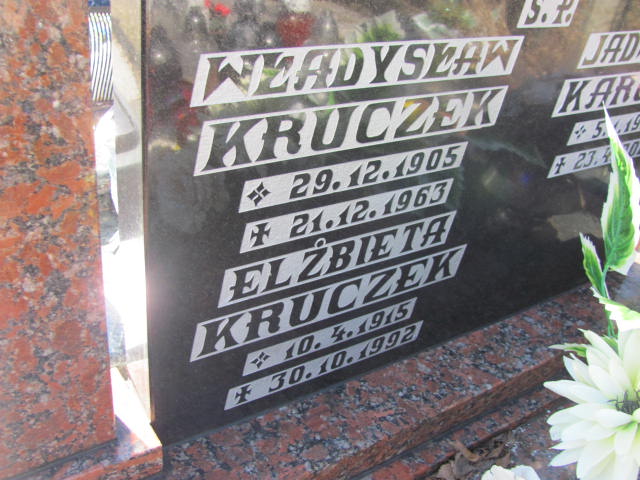 Ś.P.
WŁADYSŁAW
KRUCZEK
29.12.1905
21.12.1963
ELŻBIETA
KRUCZEK
10.4.1915
30.10.1992